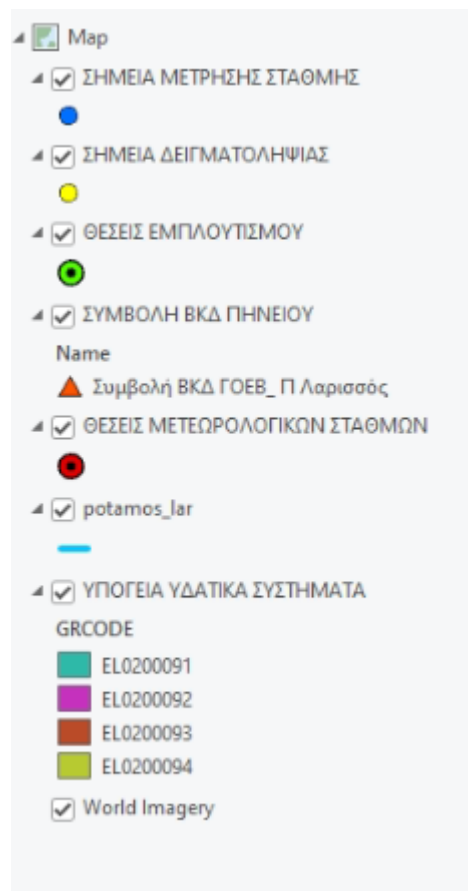 Map
ΣΗΜΕΙΑ ΜΕΤΡΗΣΗΣ ΣΤΑΘΜΗΣ
ΣΗΜΕΙΑ ΔΕΙΓΜΑΤΟΛΗΨΙΑΣ
ΘΕΣΕΙΣ ΕΜΠΛΟΥΤΙΣΜΟΥ
ΣΥΜΒΟΛΗ ΒΚΔ ΠΗΝΕΙΟΥ
Name
Συμβολή ΒΚΔ ΓΟΕΒ_ Π Λαρισσός
ΘΕΣΕΙΣ ΜΕΤΕΩΡΟΛΟΓΙΚΩΝ ΣΤΑΘΜΩΝ
potamos_lar
ΥΠΟΓΕΙΑ ΥΔΑΤΙΚΑ ΣΥΣΤΗΜΑΤΑ
GRCODE
EL0200091
EL0200092
EL0200093
EL0200094
World Imagery